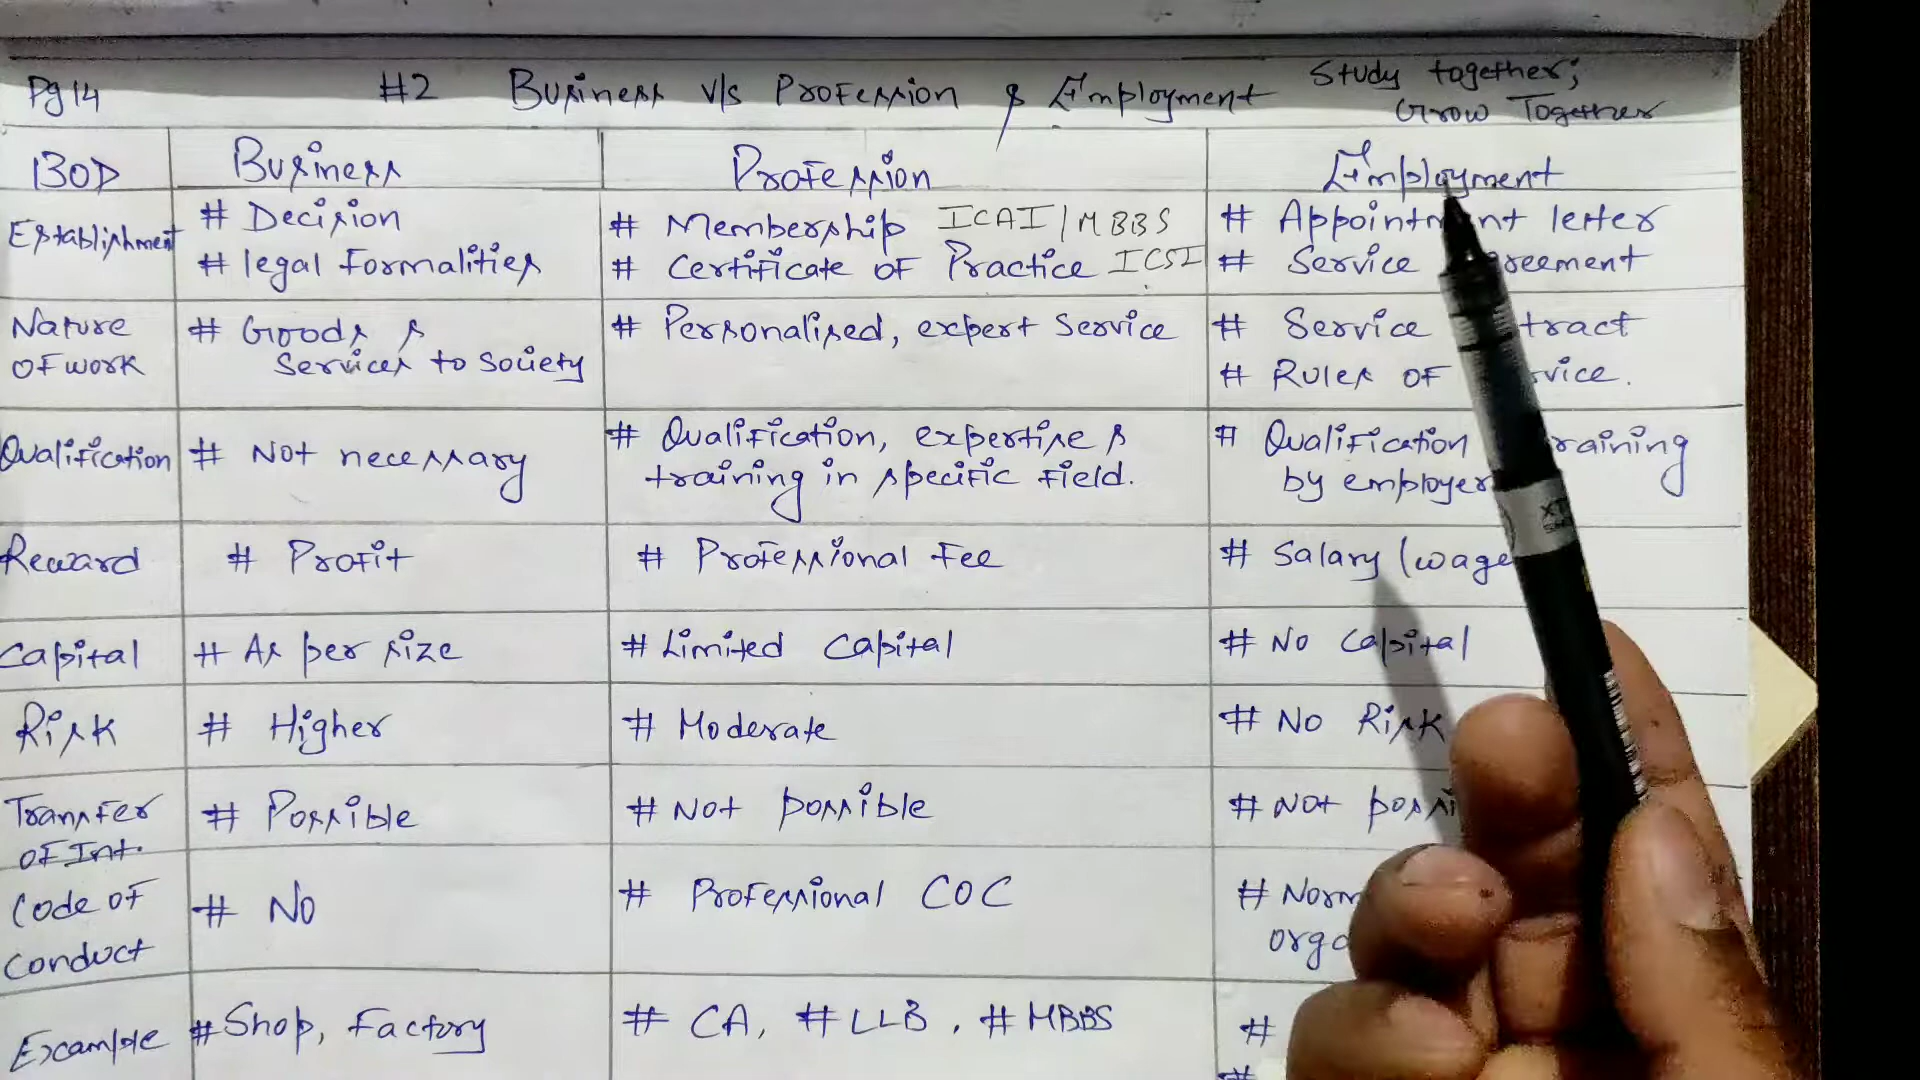 Pg 14 #2 Business v/s Profession & Employment Study together;
Grow Together
BOD Business Profession Employment
Establishment # Decision # Membership ICAI/MBBS # Appointment letter
# legal Formalities # Certificate of Practice ICSI # Service
Nature # Goods & # Personalised, expert Service # Service
of work Services to Society # Rules of
Qualification # Not necessary # Qualification, expertise & # Qualification
training in specific Field. by employer
Reward # Profit # Professional Fee # Salary (wage
Capital # As per size # Limited Capital # No Capital
Risk # Higher # Moderate # No Risk
Transfer # Possible # Not possible # Not
of Int.
Code of # No # Professional COC #
conduct
Example # Shop, Factory # CA, # LLB, # MBBS #
#